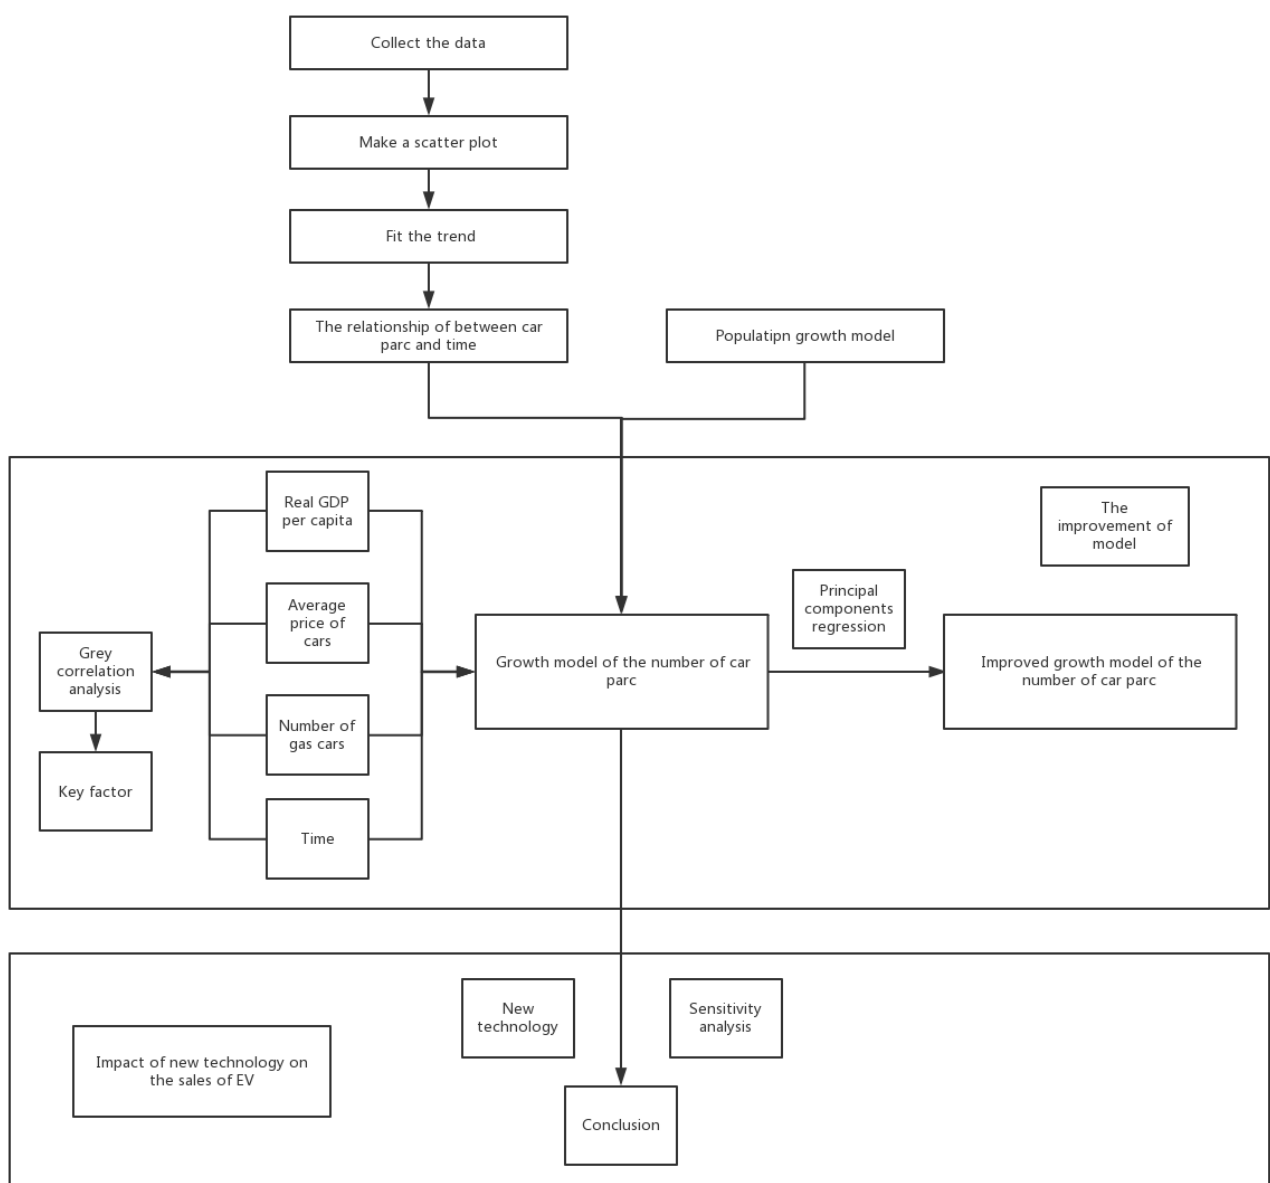 Collect the data
Make a scatter plot
Fit the trend
The relationship of between car
parc and time
Populatipn growth model
Real GDP
per capita
The
improvement of
model
Average
price of
cars
Principal
components
regression
Grey
correlation
analysis
Growth model of the number of car
parc
Improved growth model of the
number of car parc
Number of
gas cars
Key factor
Time
New
technology
Sensitivity
analysis
Impact of new technology on
the sales of EV
Conclusion